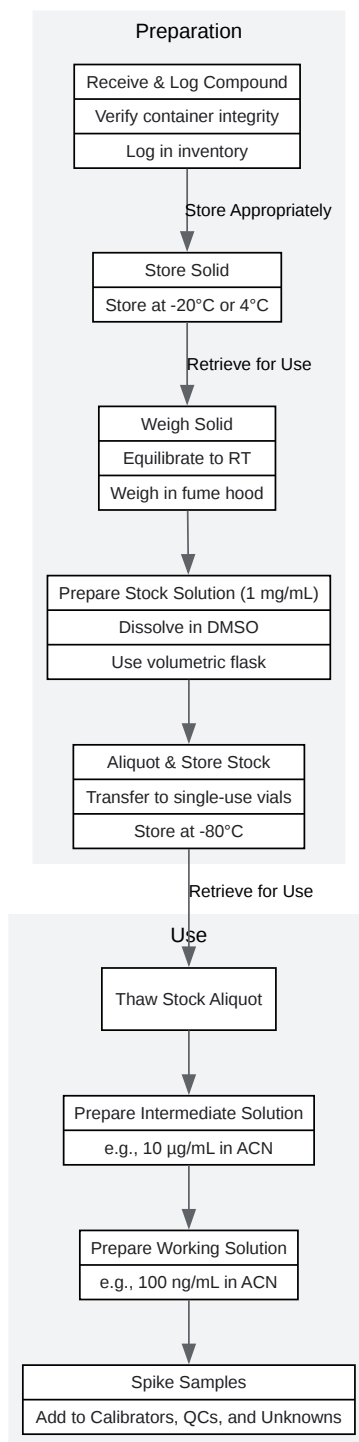 Preparation
Receive & Log Compound
Verify container integrity
Log in inventory
Store Appropriately
Store Solid
Store at -20°C or 4°C
Retrieve for Use
Weigh Solid
Equilibrate to RT
Weigh in fume hood
Prepare Stock Solution (1 mg/mL)
Dissolve in DMSO
Use volumetric flask
Aliquot & Store Stock
Transfer to single-use vials
Store at -80°C
Retrieve for Use
Use
Thaw Stock Aliquot
Prepare Intermediate Solution
e.g., 10 µg/mL in ACN
Prepare Working Solution
e.g., 100 ng/mL in ACN
Spike Samples
Add to Calibrators, QCs, and Unknowns